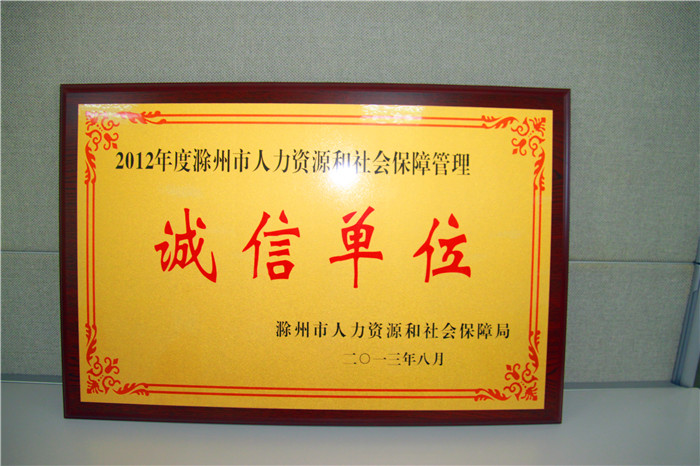 2012年度滁州市人力资源和社会保障管理
诚信单位
滁州市人力资源和社会保障局
二〇一三年八月